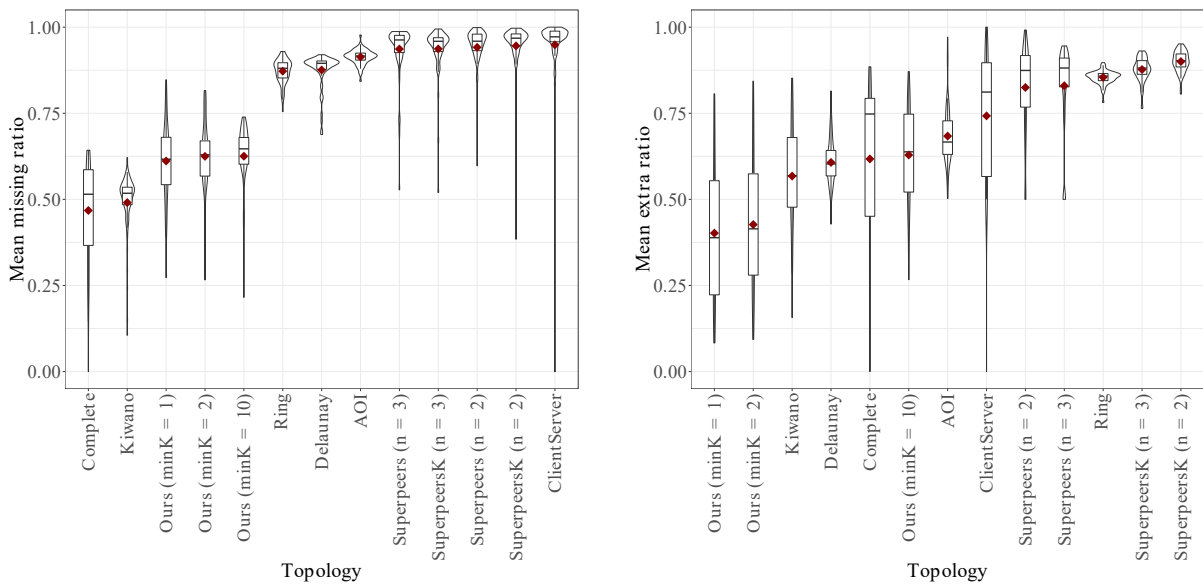 Mean missing ratio
1.00
0.75
0.50
0.25
0.00
Complete
Kiwano
Ours (minK = 1)
Ours (minK = 2)
Ours (minK = 10)
Ring
Delaunay
AOI
Superpeers (n = 3)
SuperpeersK (n = 3)
Superpeers (n = 2)
SuperpeersK (n = 2)
ClientServer
Topology
Mean extra ratio
1.00
0.75
0.50
0.25
0.00
Ours (minK = 1)
Ours (minK = 2)
Kiwano
Delaunay
Complete
Ours (minK = 10)
AOI
ClientServer
Superpeers (n = 2)
Superpeers (n = 3)
Ring
SuperpeersK (n = 3)
SuperpeersK (n = 2)
Topology